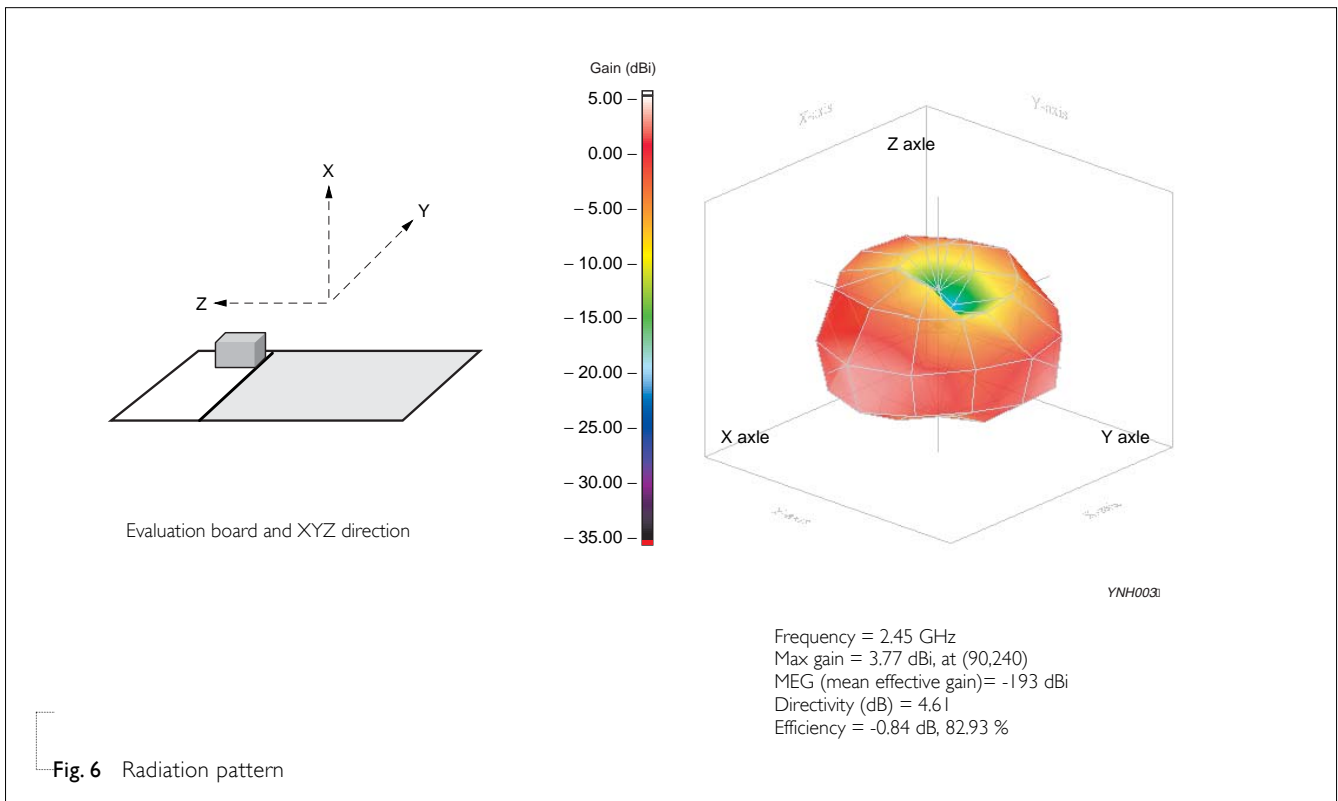 X
Y
Z
Evaluation board and XYZ direction
Gain (dBi)
5.00 –
0.00 –
– 5.00 –
– 10.00 –
– 15.00 –
– 20.00 –
– 25.00 –
– 30.00 –
– 35.00 –
X-axis
Y-axis
Z axle
X axle
Y axle
YNH003
Frequency = 2.45 GHz
Max gain = 3.77 dBi, at (90,240)
MEG (mean effective gain)= -193 dBi
Directivity (dB) = 4.61
Efficiency = -0.84 dB, 82.93 %
Fig. 6 Radiation pattern